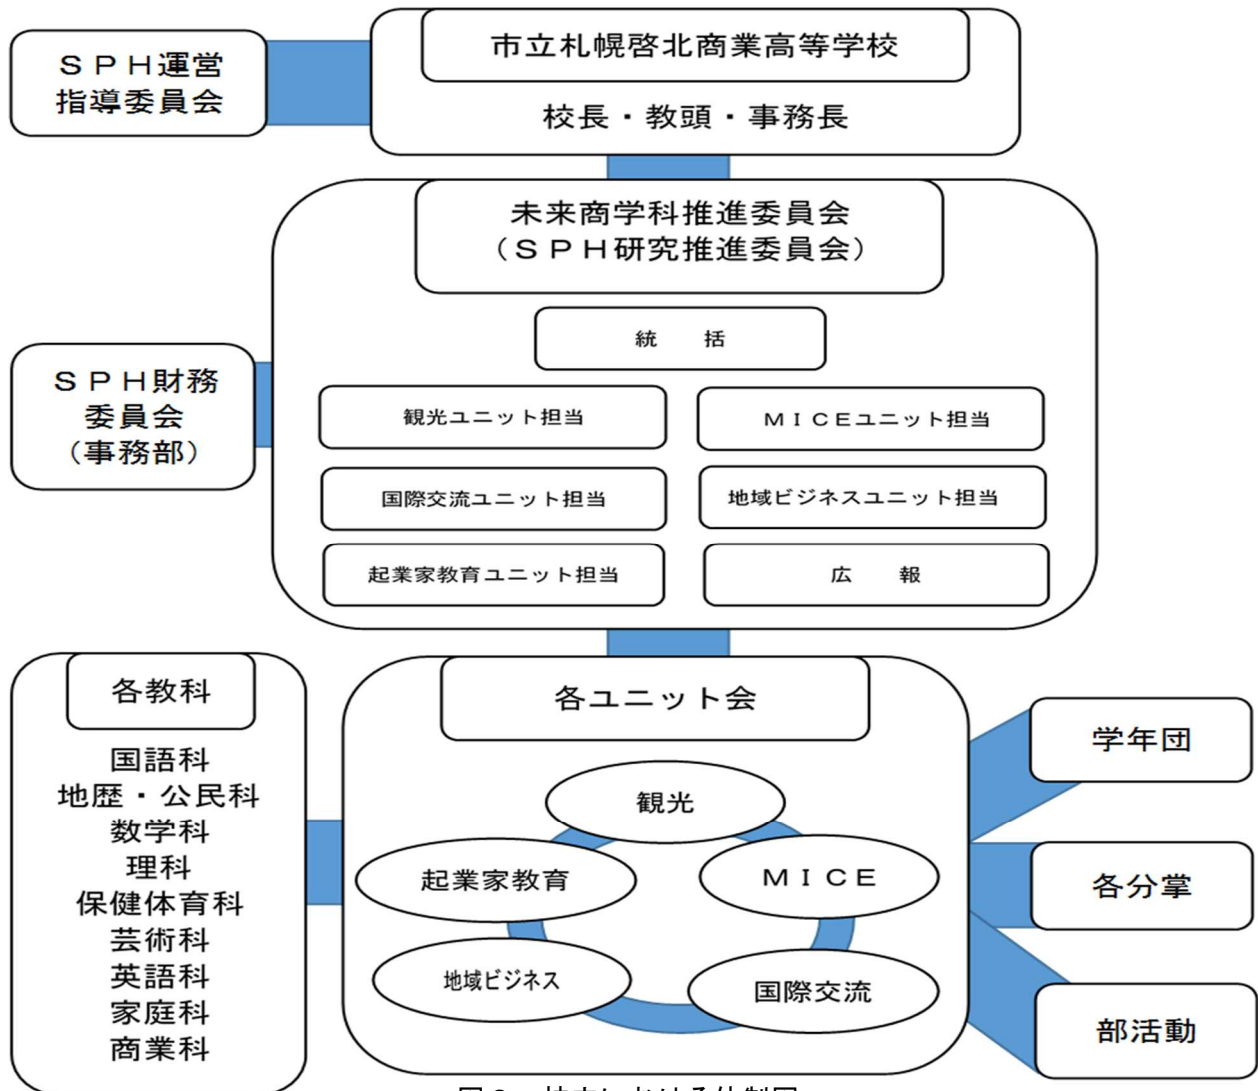 市立札幌啓北商業高等学校
校長・教頭・事務長
ＳＰＨ運営
指導委員会
未来商学科推進委員会
（ＳＰＨ研究推進委員会）
統　　括
観光ユニット担当
ＭＩＣＥユニット担当
国際交流ユニット担当
地域ビジネスユニット担当
起業家教育ユニット担当
広　　報
ＳＰＨ財務
委員会
（事務部）
各教科
国語科
地歴・公民科
数学科
理科
保健体育科
芸術科
英語科
家庭科
商業科
各ユニット会
観光
起業家教育
ＭＩＣＥ
地域ビジネス
国際交流
学年団
各分掌
部活動